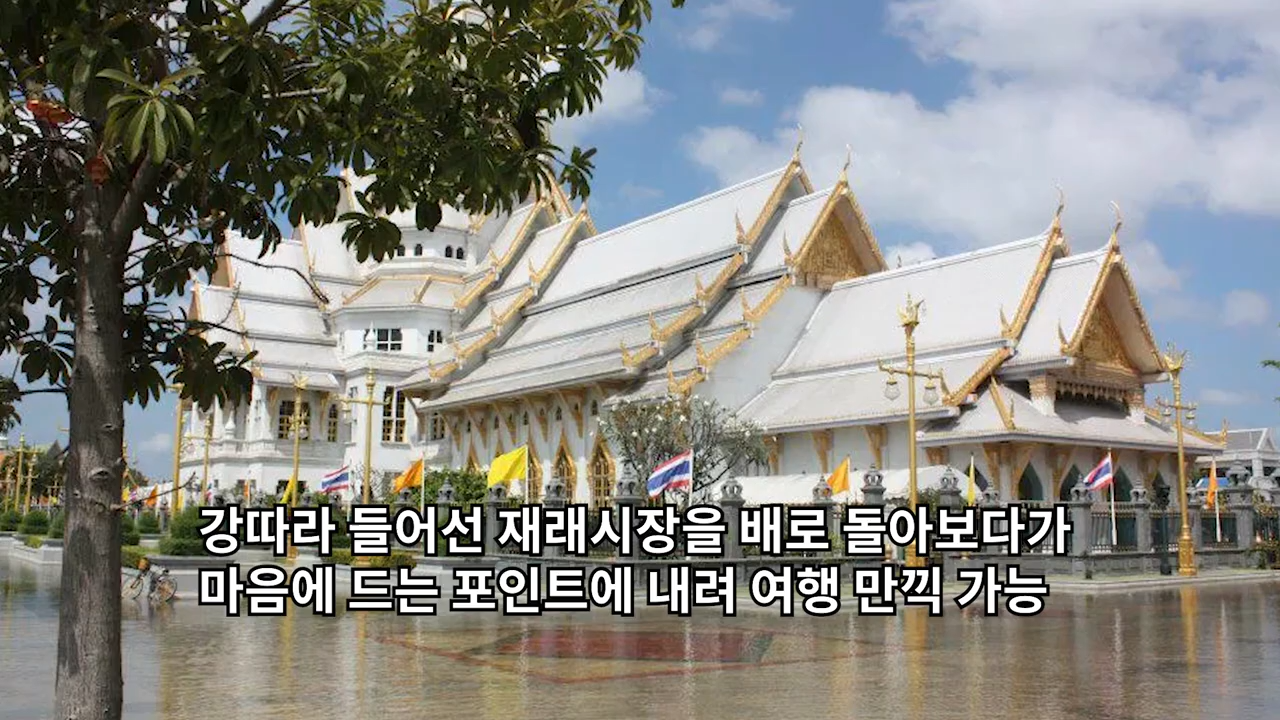 강따라 들어선 재래시장을 배로 돌아보다가
마음에 드는 포인트에 내려 여행 만끽 가능